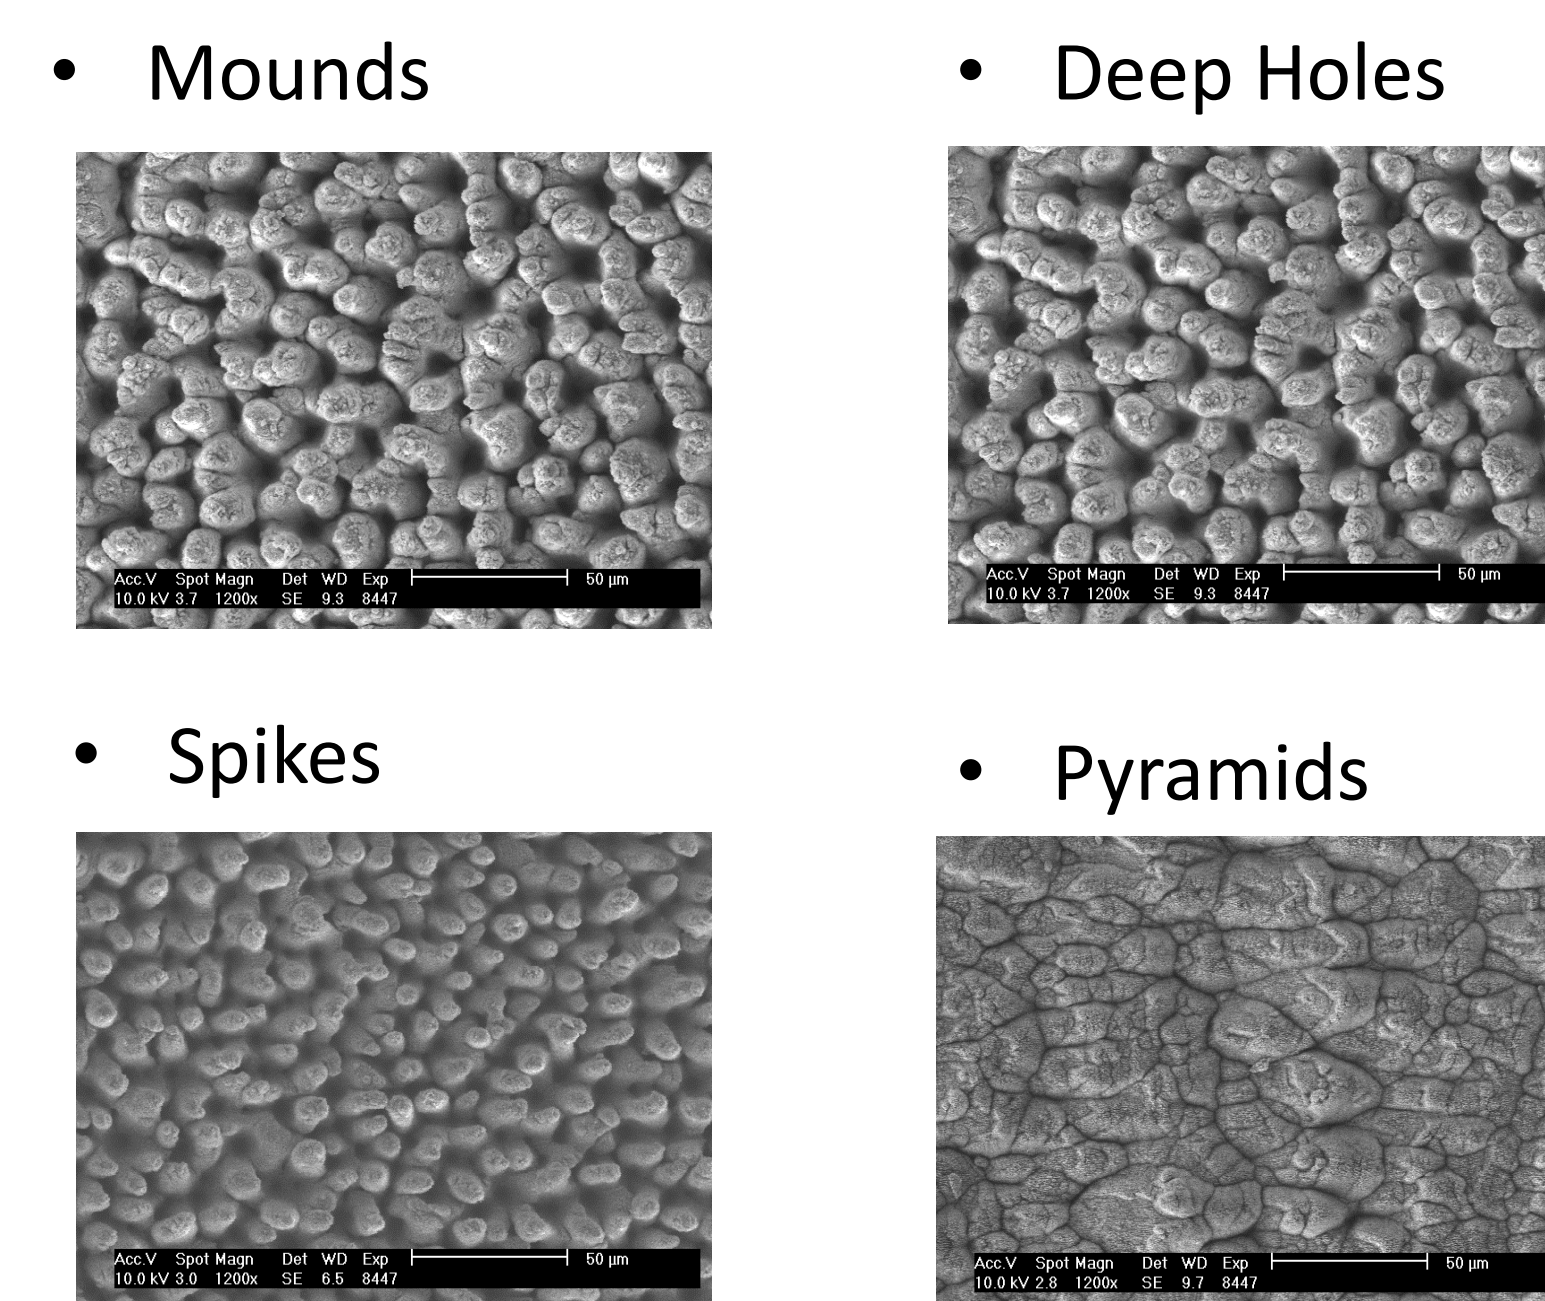 • Mounds
• Deep Holes
Acc.V Spot Magn Det WD Exp 50 µm
10.0 kV 3.7 1200x SE 9.3 8447
Acc.V Spot Magn Det WD Exp 50 µm
10.0 kV 3.7 1200x SE 9.3 8447
• Spikes
• Pyramids
Acc.V Spot Magn Det WD Exp 50 µm
10.0 kV 3.0 1200x SE 6.5 8447
Acc.V Spot Magn Det WD Exp 50 µm
10.0 kV 2.8 1200x SE 9.7 8447